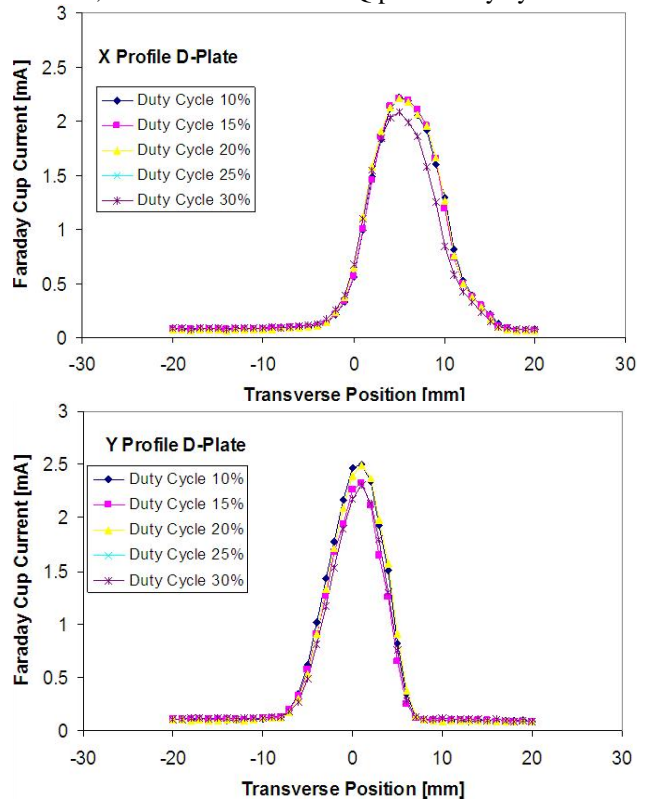 X Profile D-Plate
Duty Cycle 10%
Duty Cycle 15%
Duty Cycle 20%
Duty Cycle 25%
Duty Cycle 30%
Faraday Cup Current [mA]
3
2.5
2
1.5
1
0.5
0
-30 -20 -10 0 10 20 30
Transverse Position [mm]
Y Profile D-Plate
Duty Cycle 10%
Duty Cycle 15%
Duty Cycle 20%
Duty Cycle 25%
Duty Cycle 30%
Faraday Cup Current [mA]
3
2.5
2
1.5
1
0.5
0
-30 -20 -10 0 10 20 30
Transverse Position [mm]